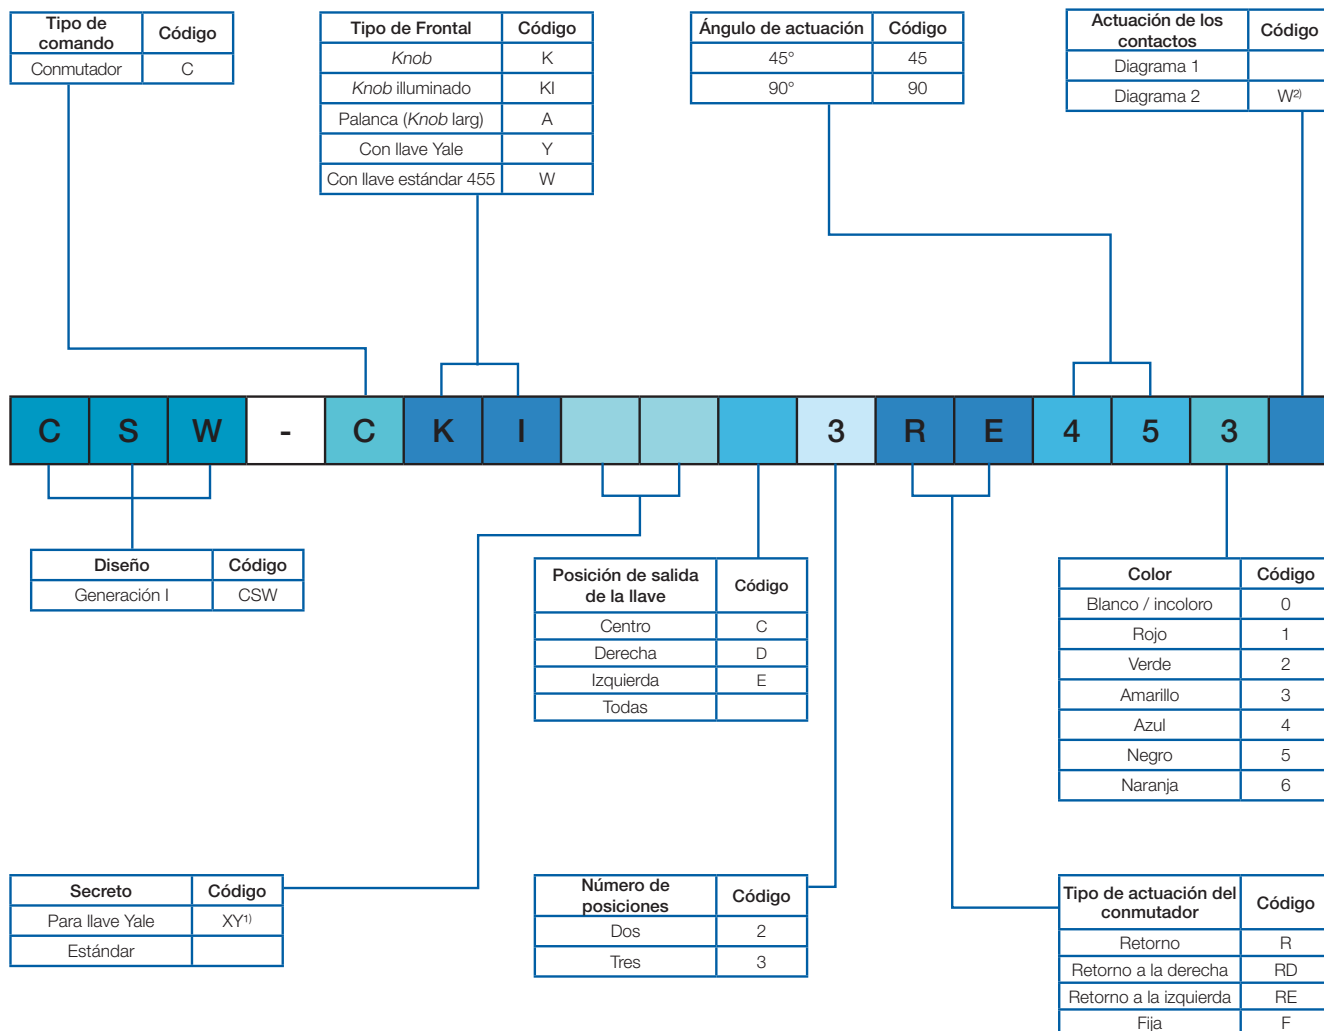 Tipo de comando Código
Conmutador C
Tipo de Frontal Código
Knob K
Knob illuminado KI
Palanca (Knob larg) A
Con llave Yale Y
Con llave estándar 455 W
Ángulo de actuación Código
45° 45
90° 90
Actuación de los contactos Código
Diagrama 1
Diagrama 2 W2)
C S W - C K I 3 R E 4 5 3
Diseño Código
Generación I CSW
Posición de salida de la llave Código
Centro C
Derecha D
Izquierda E
Todas
Color Código
Blanco / incoloro 0
Rojo 1
Verde 2
Amarillo 3
Azul 4
Negro 5
Naranja 6
Secreto Código
Para llave Yale XY1)
Estándar
Número de posiciones Código
Dos 2
Tres 3
Tipo de actuación del conmutador Código
Retorno R
Retorno a la derecha RD
Retorno a la izquierda RE
Fija F